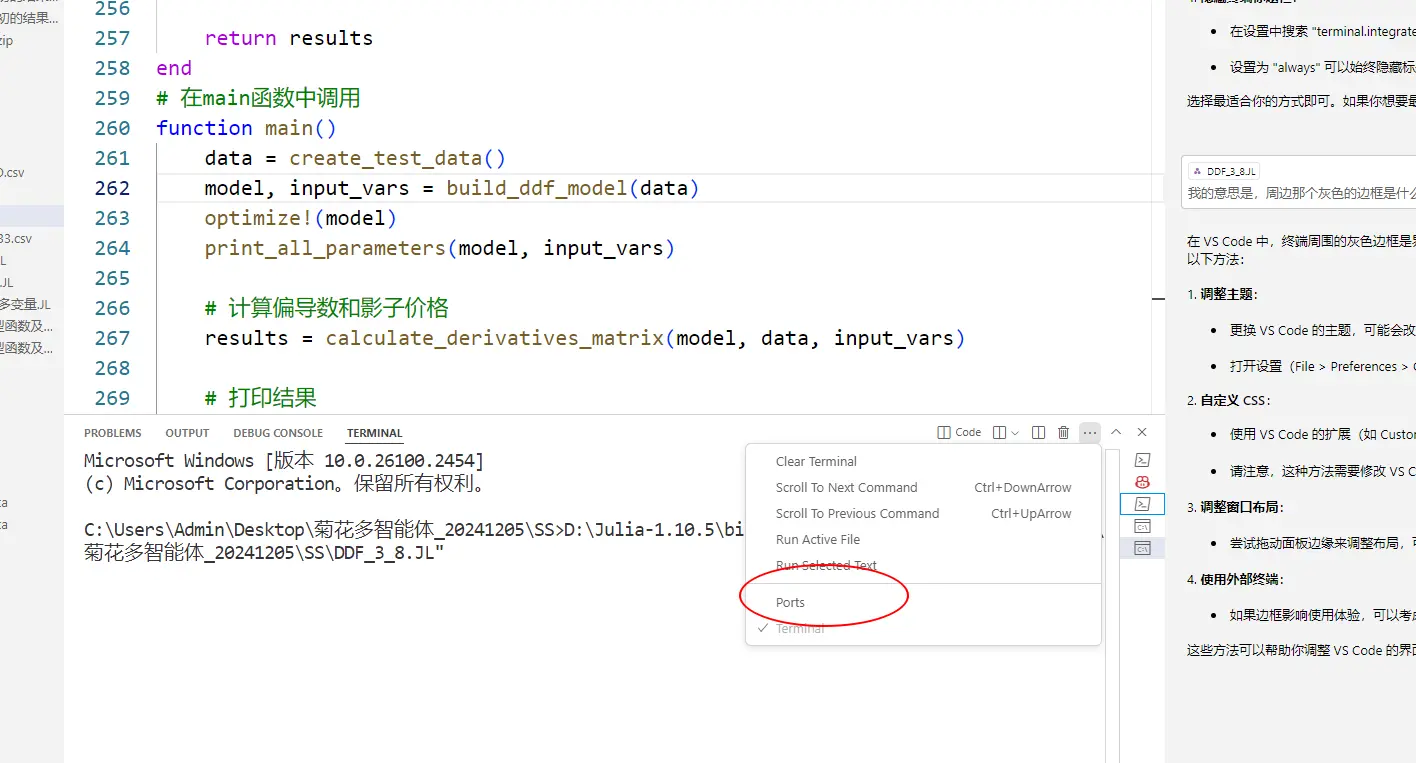 初的结果...
zip
0.csv
33.csv
L
.JL
多变量.JL
型函数及...
型函数及...
ta
ta
256
257 return results
258 end
259 # 在main函数中调用
260 function main()
261 data = create_test_data()
262 model, input_vars = build_ddf_model(data)
263 optimize!(model)
264 print_all_parameters(model, input_vars)
265
266 # 计算偏导数和影子价格
267 results = calculate_derivatives_matrix(model, data, input_vars)
268
269 # 打印结果
PROBLEMS OUTPUT DEBUG CONSOLE TERMINAL Code
Microsoft Windows [版本 10.0.26100.2454]
(c) Microsoft Corporation。保留所有权利。
C:\Users\Admin\Desktop\菊花多智能体_20241205\SS>D:\Julia-1.10.5\bi
菊花多智能体_20241205\SS\DDF_3_8.JL"
Clear Terminal
Scroll To Next Command Ctrl+DownArrow
Scroll To Previous Command Ctrl+UpArrow
Run Active File
Run Selected Text
Ports
Terminal
在设置中搜索 "terminal.integrate
设置为 "always" 可以始终隐藏标
选择最适合你的方式即可。如果你想要最
DDF_3_8.JL
我的意思是，周边那个灰色的边框是什么
在 VS Code 中，终端周围的灰色边框是
以下方法：
1. 调整主题：
更换 VS Code 的主题，可能会改
打开设置（File > Preferences >
2. 自定义 CSS：
使用 VS Code 的扩展（如 Custon
请注意，这种方法需要修改 VS C
3. 调整窗口布局：
尝试拖动面板边缘来调整布局，
4. 使用外部终端：
如果边框影响使用体验，可以考虑
这些方法可以帮助你调整 VS Code 的界面